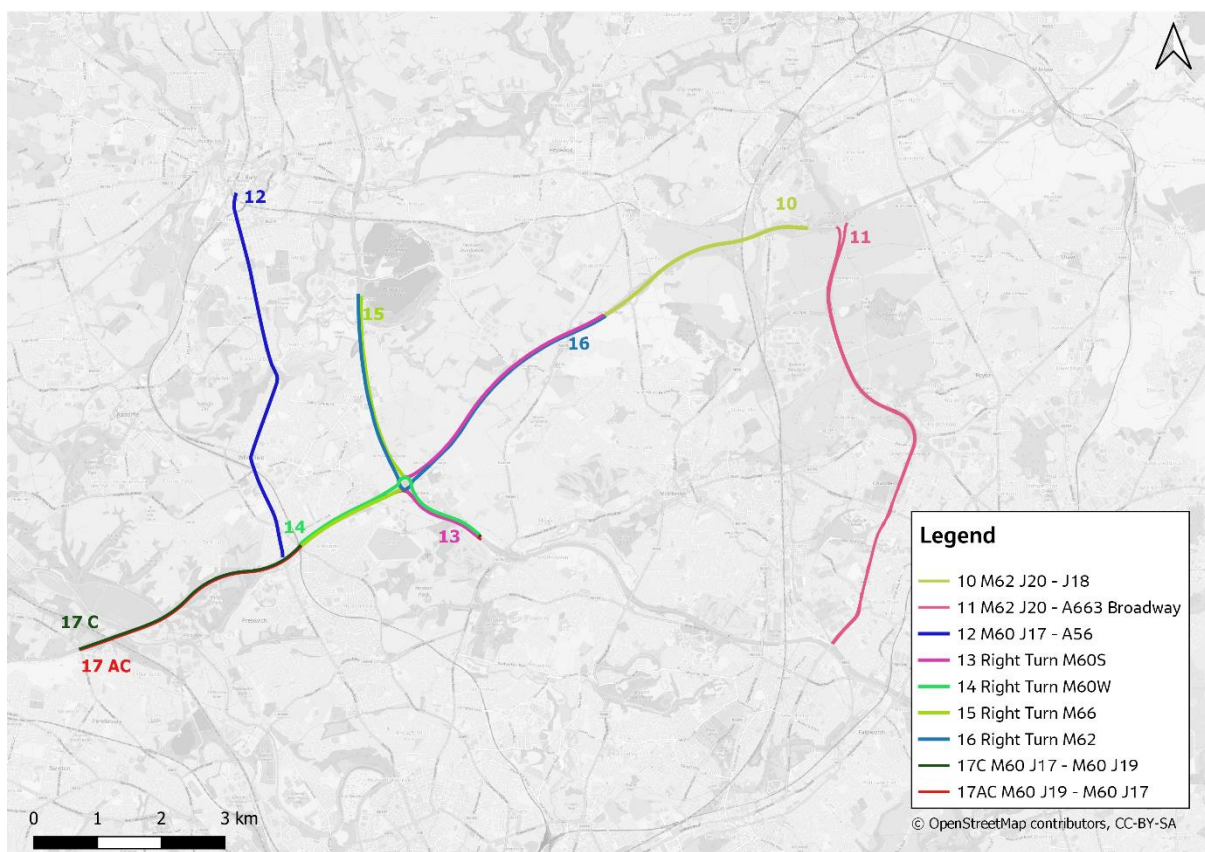 12
10
11
15
16
14
13
17 C
17 AC
Legend
10 M62 J20 - J18
11 M62 J20 - A663 Broadway
12 M60 J17 - A56
13 Right Turn M60S
14 Right Turn M60W
15 Right Turn M66
16 Right Turn M62
17C M60 J17 - M60 J19
17AC M60 J19 - M60 J17
0 1 2 3 km
© OpenStreetMap contributors, CC-BY-SA